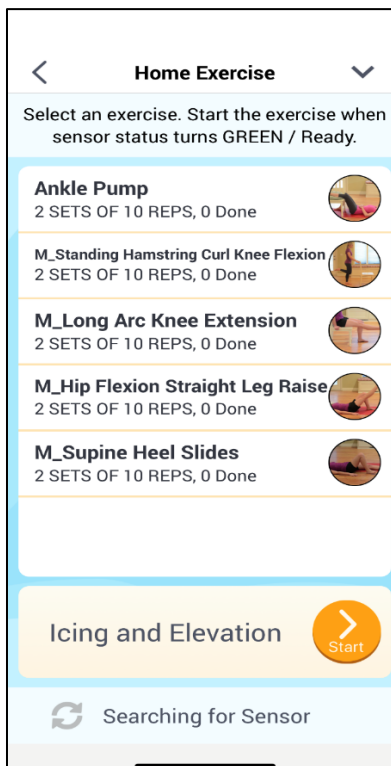 Home Exercise
Select an exercise. Start the exercise when
sensor status turns GREEN / Ready.
Ankle Pump
2 SETS OF 10 REPS, 0 Done
M_Standing Hamstring Curl Knee Flexion
2 SETS OF 10 REPS, 0 Done
M_Long Arc Knee Extension
2 SETS OF 10 REPS, 0 Done
M_Hip Flexion Straight Leg Raise
2 SETS OF 10 REPS, 0 Done
M_Supine Heel Slides
2 SETS OF 10 REPS, 0 Done
Icing and Elevation
Start
Searching for Sensor